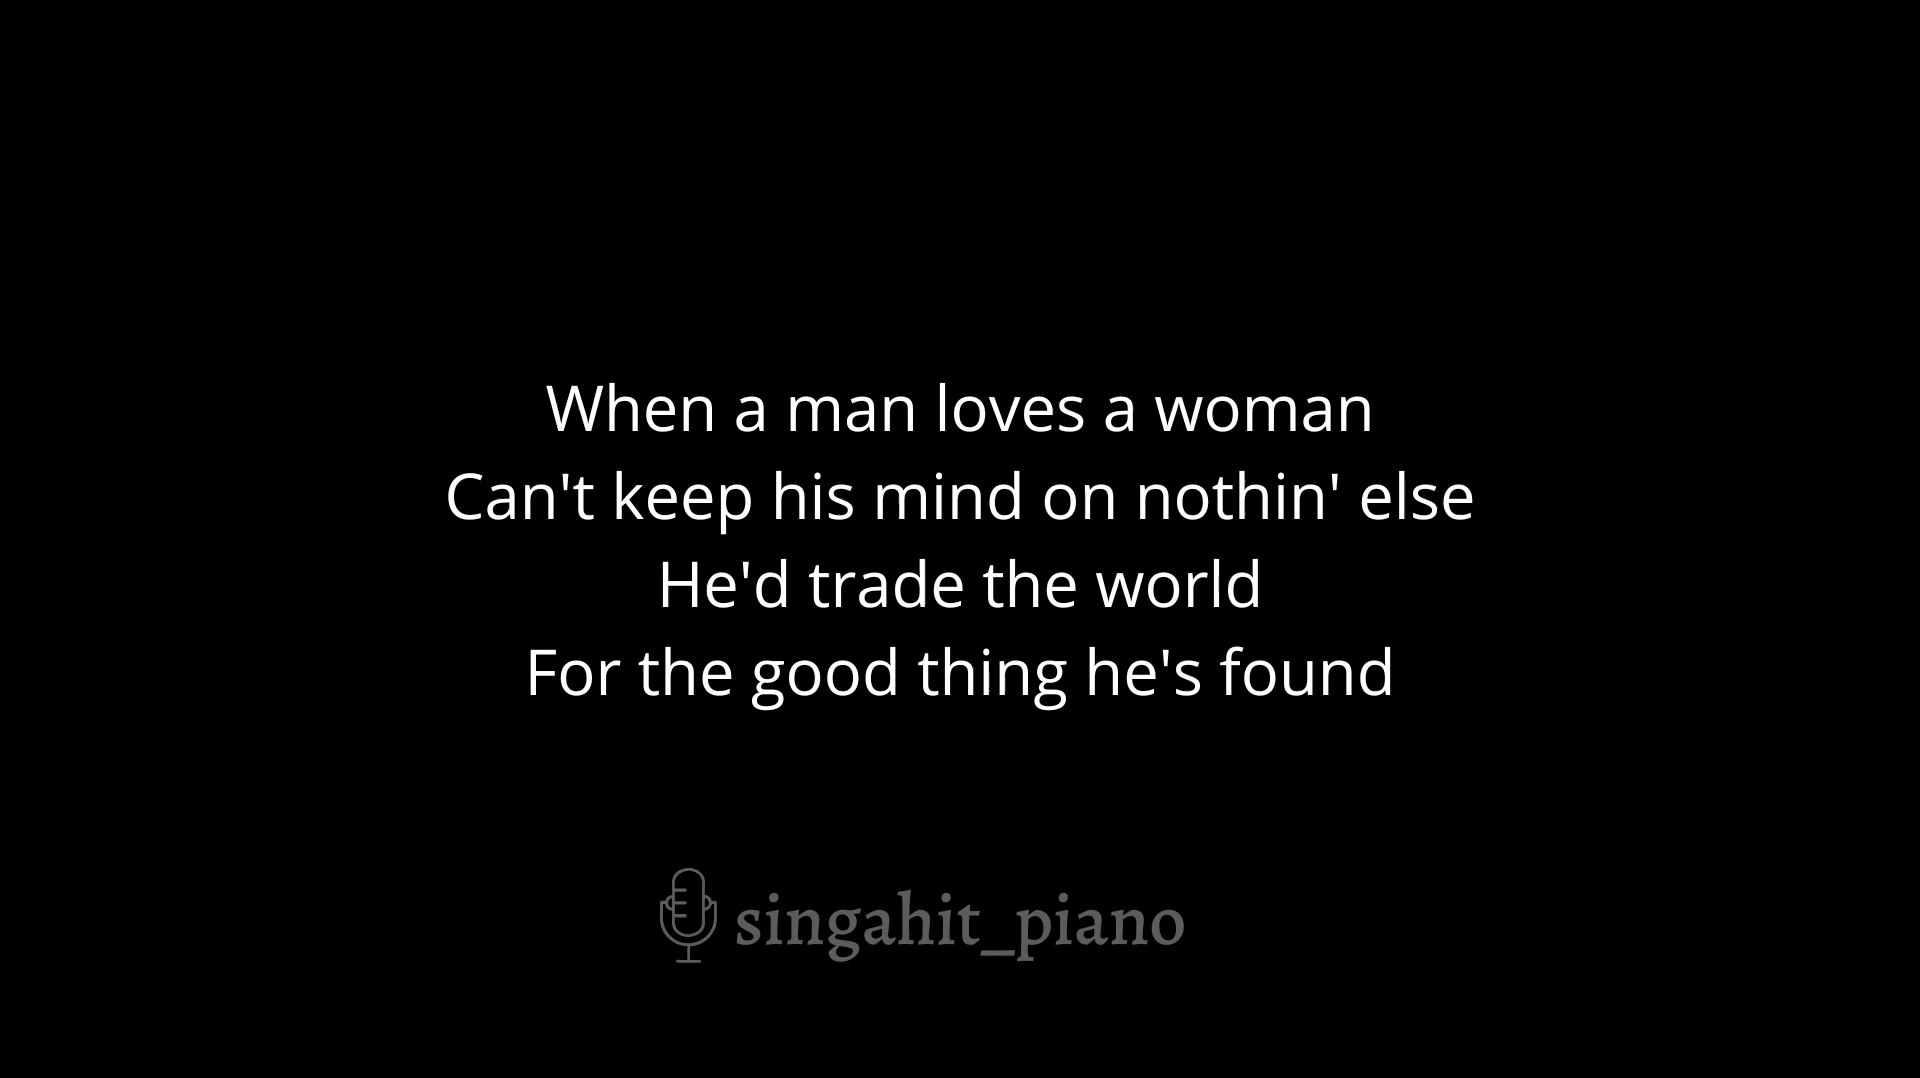 When a man loves a woman
Can't keep his mind on nothin' else
He'd trade the world
For the good thing he's found
singahit_piano